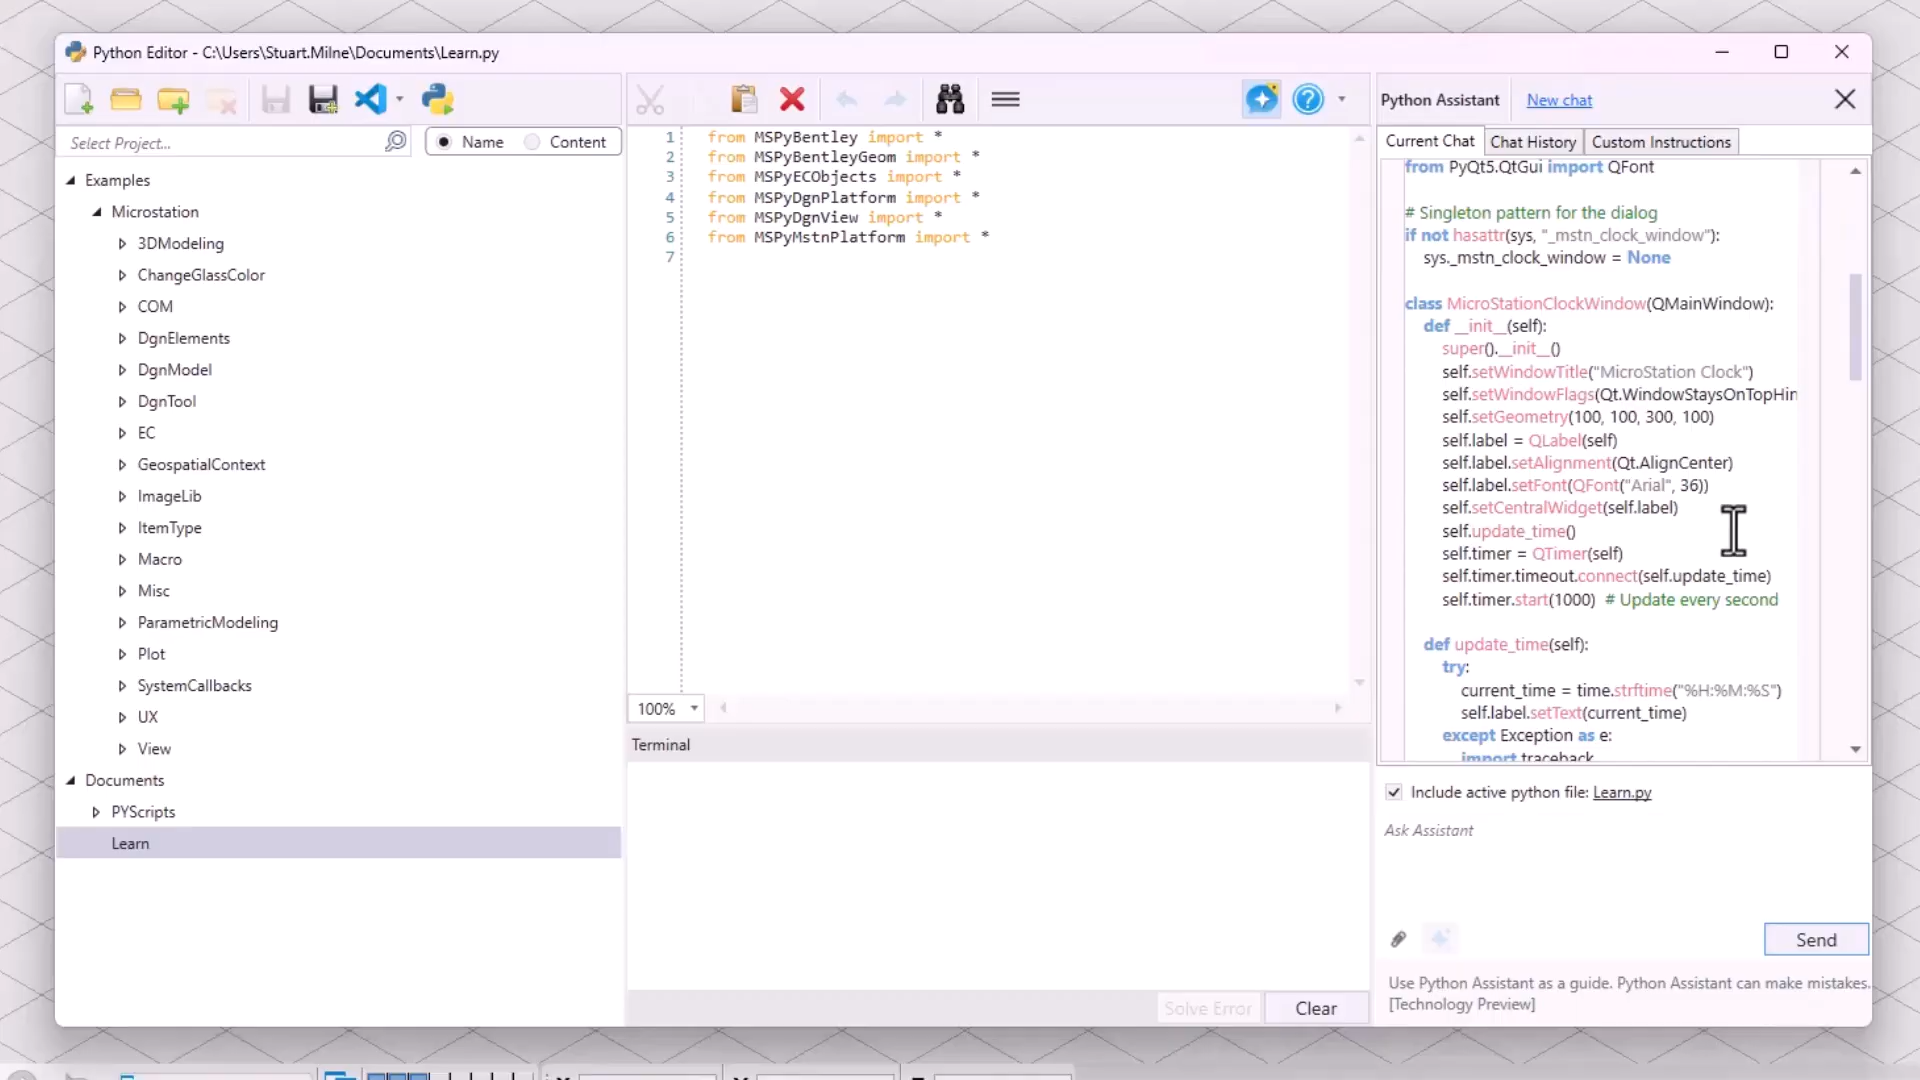 Python Editor - C:\Users\Stuart.Milne\Documents\Learn.py
Select Project...
Name
Content
Examples
Microstation
3DModeling
ChangeGlassColor
COM
DgnElements
DgnModel
DgnTool
EC
GeospatialContext
ImageLib
ItemType
Macro
Misc
ParametricModeling
Plot
SystemCallbacks
UX
View
Documents
PYScripts
Learn
1 from MSPyBentley import *
2 from MSPyBentleyGeom import *
3 from MSPyECObjects import *
4 from MSPyDgnPlatform import *
5 from MSPyDgnView import *
6 from MSPyMstnPlatform import *
7
100%
Terminal
Solve Error
Clear
Python Assistant
New chat
Current Chat
Chat History
Custom Instructions
from PyQt5.QtGui import QFont
# Singleton pattern for the dialog
if not hasattr(sys, "_mstn_clock_window"):
sys._mstn_clock_window = None
class MicroStationClockWindow(QMainWindow):
def __init__(self):
super().__init__()
self.setWindowTitle("MicroStation Clock")
self.setWindowFlags(Qt.WindowStaysOnTopHin
self.setGeometry(100, 100, 300, 100)
self.label = QLabel(self)
self.label.setAlignment(Qt.AlignCenter)
self.label.setFont(QFont("Arial", 36))
self.setCentralWidget(self.label)
self.update_time()
self.timer = QTimer(self)
self.timer.timeout.connect(self.update_time)
self.timer.start(1000) # Update every second
def update_time(self):
try:
current_time = time.strftime("%H:%M:%S")
self.label.setText(current_time)
except Exception as e:
import traceback
Include active python file: Learn.py
Ask Assistant
Send
Use Python Assistant as a guide. Python Assistant can make mistakes.
[Technology Preview]